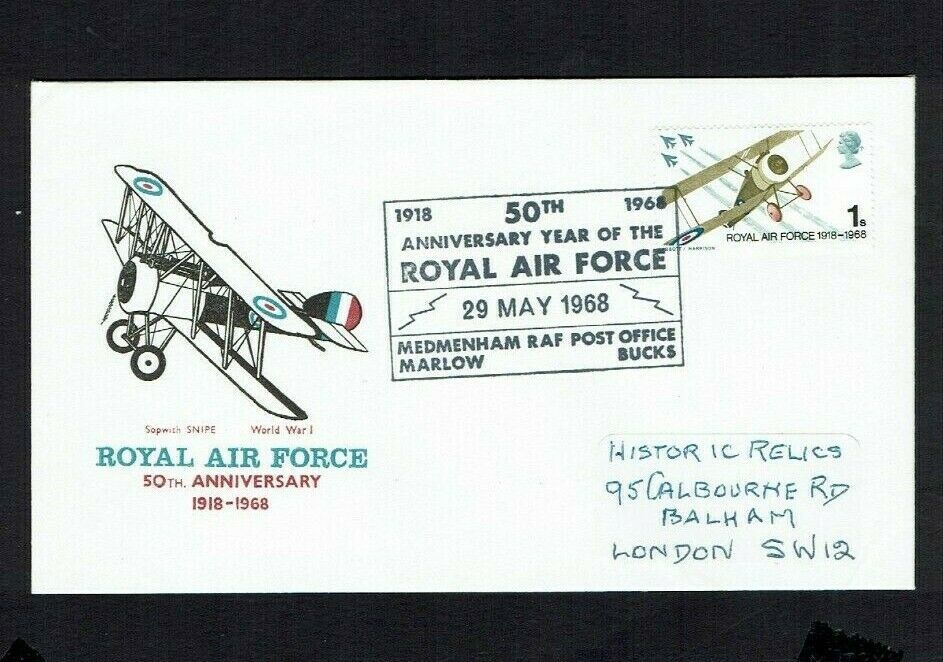 1s
ROYAL AIR FORCE 1918-1968
HARRISON
1918 50TH 1968
ANNIVERSARY YEAR OF THE
ROYAL AIR FORCE
29 MAY 1968
MEDMENHAM RAF POST OFFICE
MARLOW BUCKS
Sopwith SNIPE World War I
ROYAL AIR FORCE
50TH. ANNIVERSARY
1918-1968
HISTORIC RELICS
95 CALBOURNE RD
BALHAM
LONDON SW12